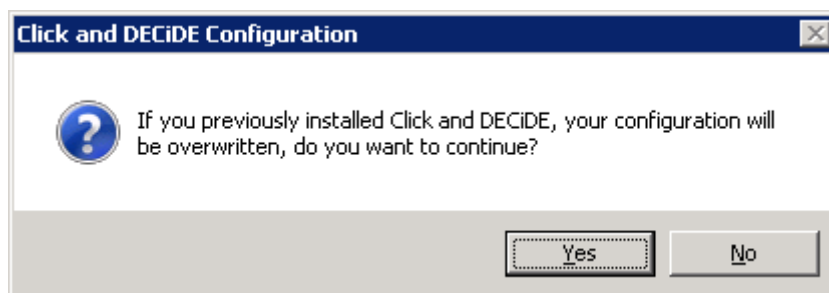 Click and DECiDE Configuration
If you previously installed Click and DECiDE, your configuration will
be overwritten, do you want to continue?
Yes
No